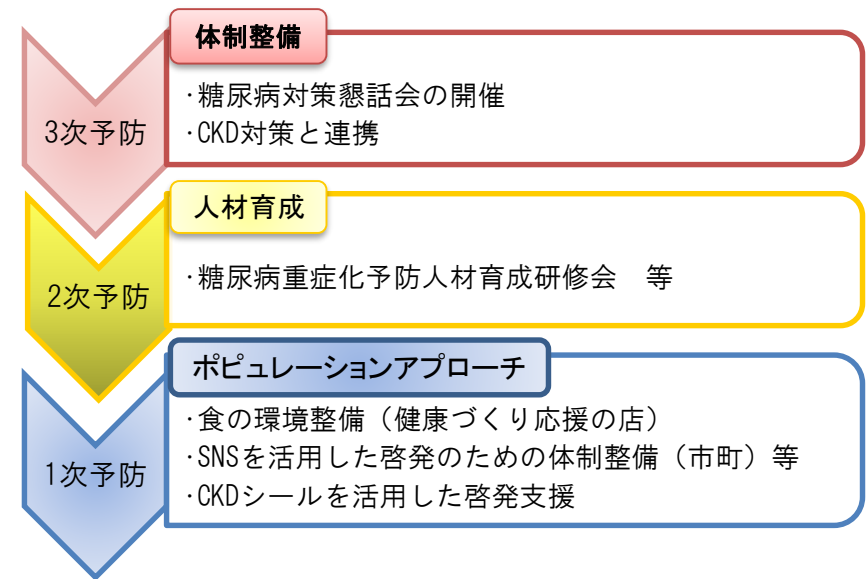 体制整備
3次予防
・糖尿病対策懇話会の開催
・CKD対策と連携
人材育成
2次予防
・糖尿病重症化予防人材育成研修会　等
ポピュレーションアプローチ
1次予防
・食の環境整備（健康づくり応援の店）
・SNSを活用した啓発のための体制整備（市町）等
・CKDシールを活用した啓発支援